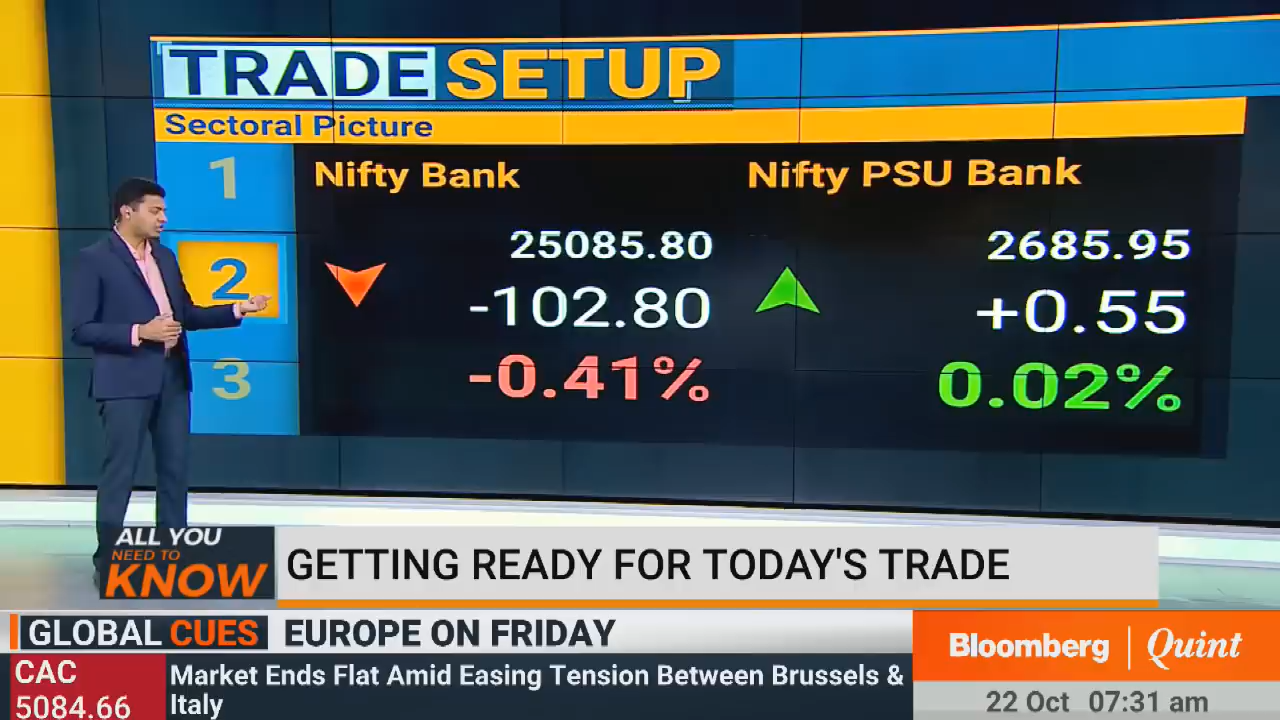 TRADE SETUP
Sectoral Picture
1
2
3
Nifty Bank
25085.80
-102.80
-0.41%
Nifty PSU Bank
2685.95
+0.55
0.02%
ALL YOU
NEED TO
KNOW
GETTING READY FOR TODAY'S TRADE
GLOBAL CUES
EUROPE ON FRIDAY
CAC
5084.66
Market Ends Flat Amid Easing Tension Between Brussels &
Italy
Bloomberg | Quint
22 Oct 07:31 am